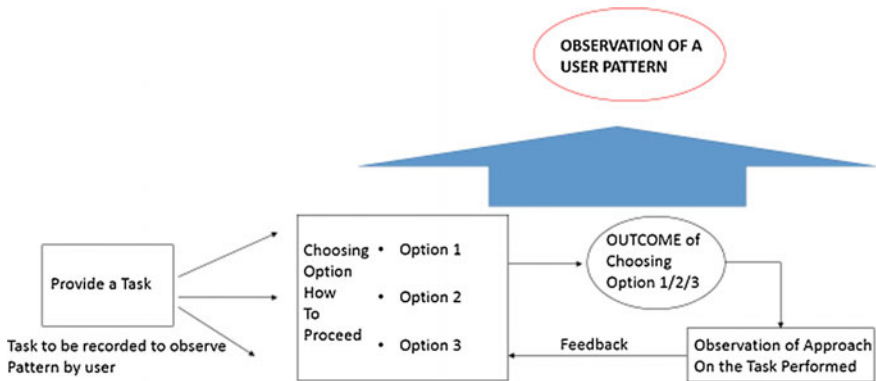 OBSERVATION OF A
USER PATTERN
Provide a Task
Task to be recorded to observe
Pattern by user
Choosing
Option
How
To
Proceed
• Option 1
• Option 2
• Option 3
OUTCOME of
Choosing
Option 1/2/3
Feedback
Observation of Approach
On the Task Performed